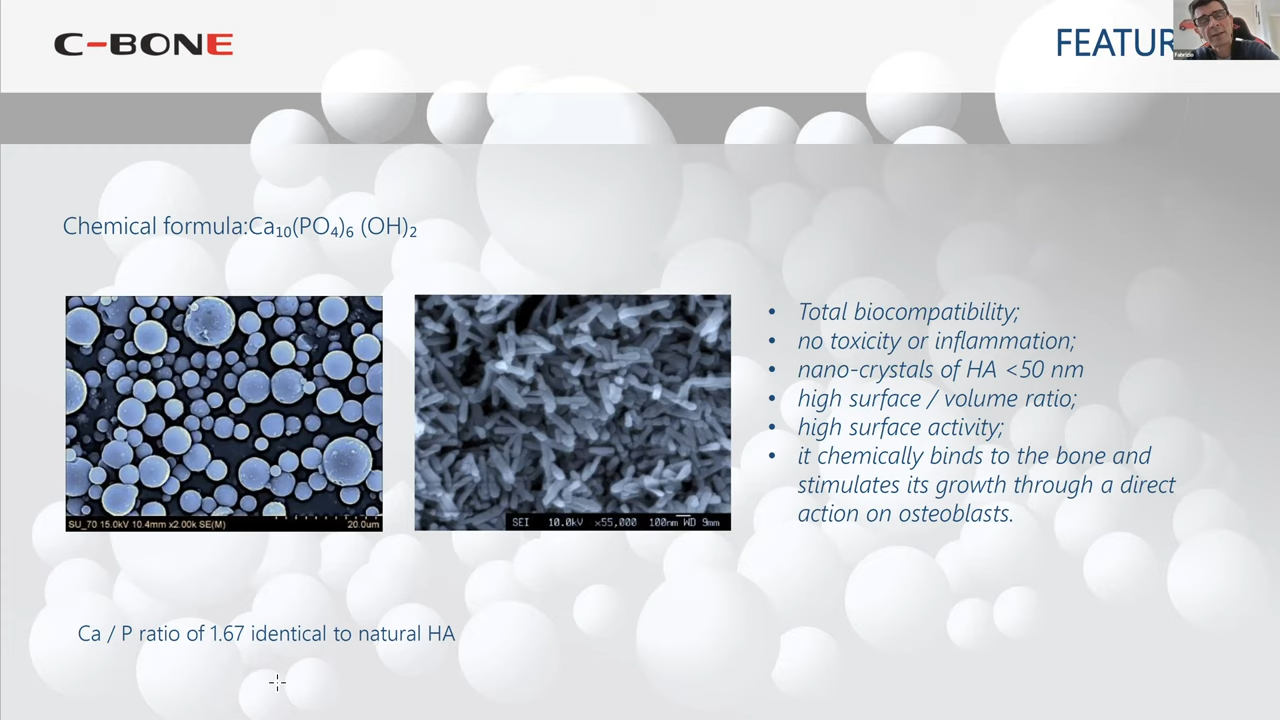 C-BONE
FEATUR
Fabrizio
Chemical formula:Ca₁₀(PO₄)₆ (OH)₂
• Total biocompatibility;
• no toxicity or inflammation;
• nano-crystals of HA <50 nm
• high surface / volume ratio;
• high surface activity;
• it chemically binds to the bone and
stimulates its growth through a direct
action on osteoblasts.
SU_70 15.0kV 10.4mm x2.00k SE(M) 20.0um
SEI 10.0kV x55,000 100nm WD 9mm
Ca / P ratio of 1.67 identical to natural HA